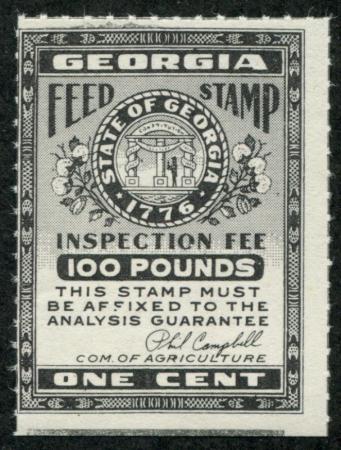 GEORGIA
FEED STAMP
STATE OF GEORGIA
1776
INSPECTION FEE
100 POUNDS
THIS STAMP MUST
BE AFFIXED TO THE
ANALYSIS GUARANTEE
Phil Campbill
COM. OF AGRICULTURE
ONE CENT